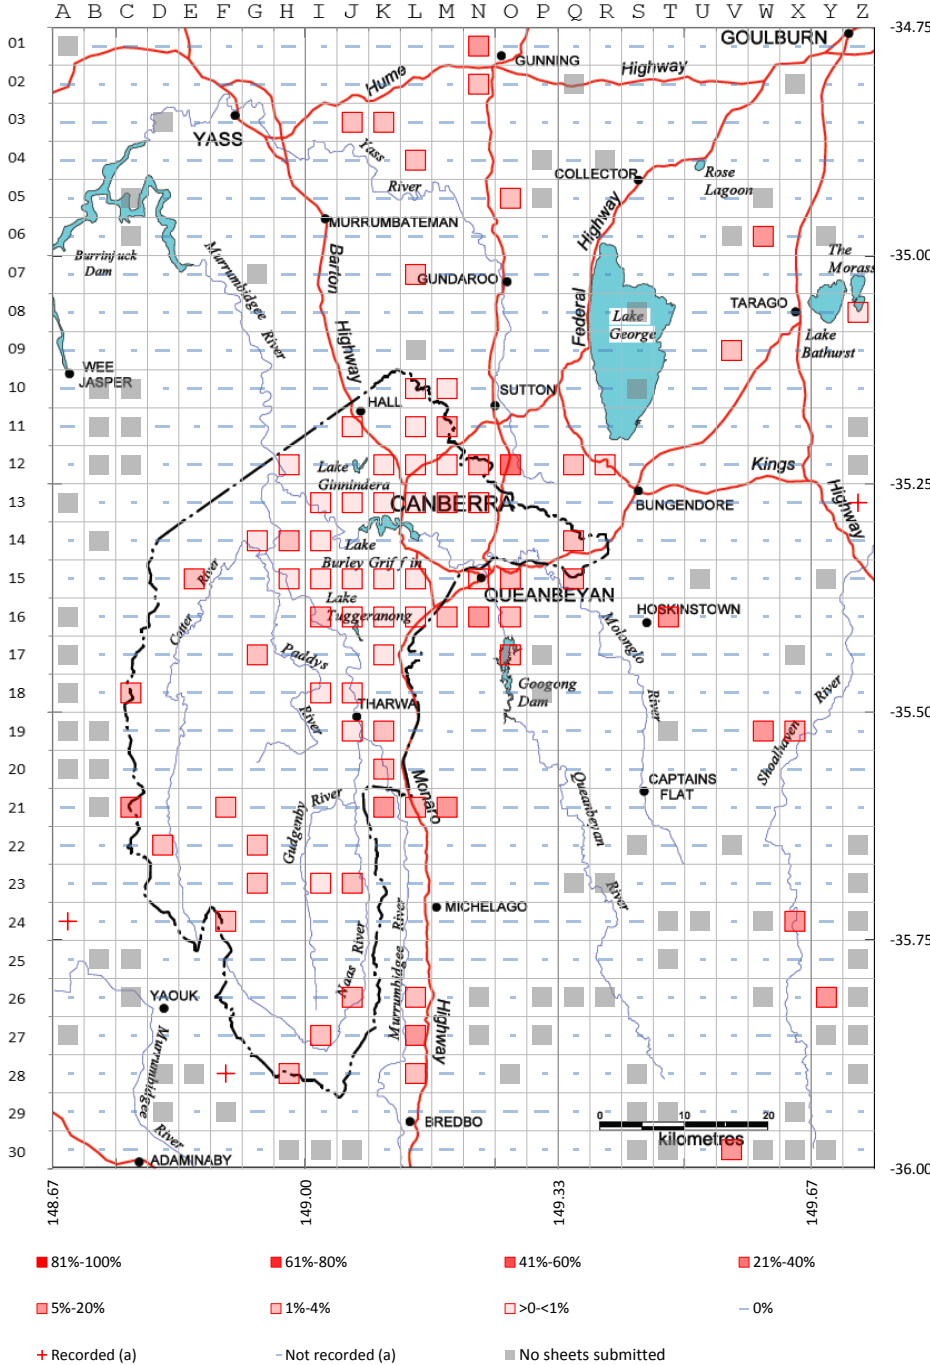 A B C D E F G H I J K L M N O P Q R S T U V W X Y Z
-34.75
01
GOULBURN
GUNNING
Hume
Highway
02
03
YASS
Yass
River
04
COLLECTOR
Rose
Lagoon
05
MURRUMBATEMAN
Highway
06
Burrinjuck
Dam
Murrumbidgee
River
Barton
Highway
-35.00
The
Morass
07
GUNDAROO
Federal
TARAGO
08
Lake
George
Lake
Bathurst
09
WEE
JASPER
10
SUTTON
HALL
11
12
Lake
Ginnindera
Kings
Highway
-35.25
13
CANBERRA
BUNGENDORE
14
Lake
Burley Griffin
15
Cotter
River
QUEANBEYAN
Lake
Tuggeranong
16
HOSKINSTOWN
Molonglo
River
17
Paddys
River
Googong
Dam
18
THARWA
Shoalhaven
River
-35.50
19
20
Monaro
Highway
CAPTAINS
FLAT
Queanbeyan
River
21
Gudgenby
River
22
23
MICHELAGO
24
Naas
River
Murrumbidgee
River
-35.75
25
26
YAOUK
27
Murrumbidgee
River
28
29
BREDBO
0 10 20
kilometres
30
ADAMINABY
-36.00
148.67
149.00
149.33
149.67
81%-100%
61%-80%
41%-60%
21%-40%
5%-20%
1%-4%
>0-<1%
0%
Recorded (a)
Not recorded (a)
No sheets submitted